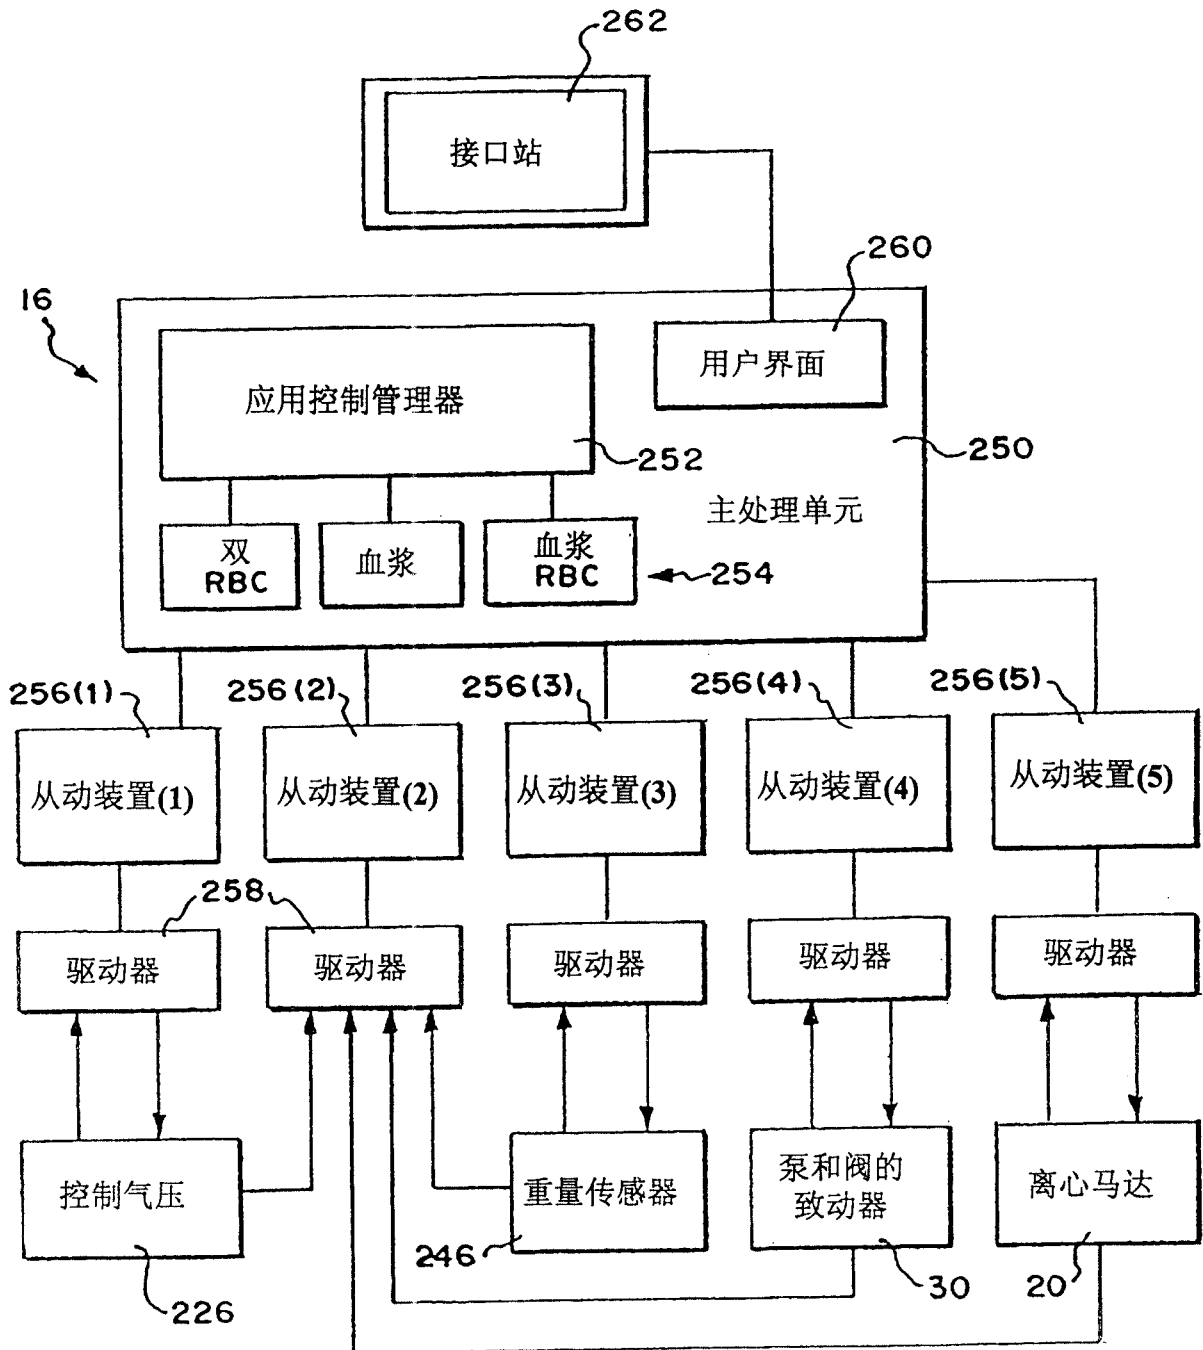 262
接口站
260
16
用户界面
应用控制管理器
250
252
主处理单元
双
RBC
血浆
血浆
RBC
254
256(1)
256(2)
256(3)
256(4)
256(5)
从动装置(1)
从动装置(2)
从动装置(3)
从动装置(4)
从动装置(5)
258
驱动器
驱动器
驱动器
驱动器
驱动器
控制气压
重量传感器
泵和阀的
致动器
离心马达
246
30
20
226